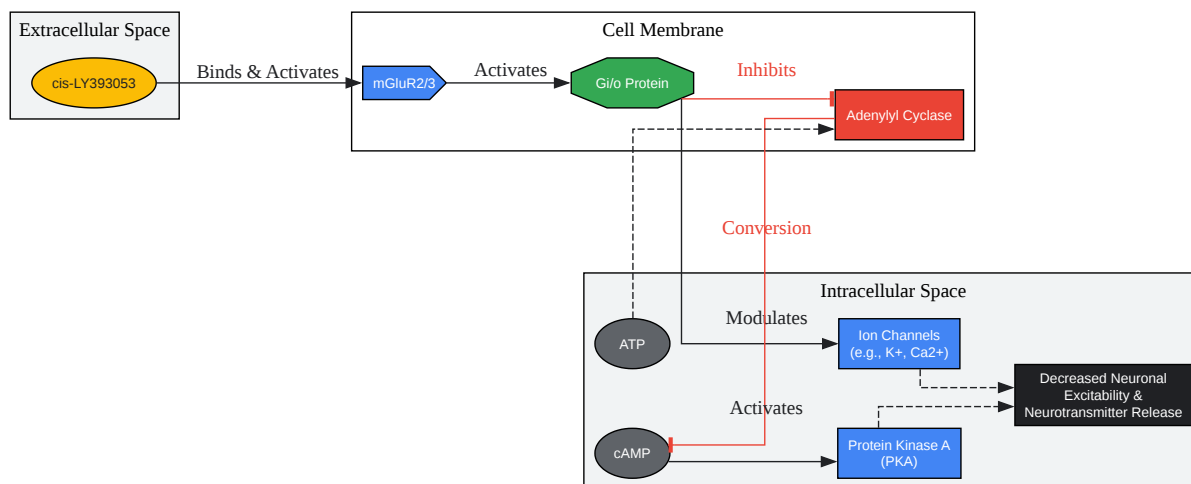 Extracellular Space
cis-LY393053
Binds & Activates
Cell Membrane
mGluR2/3
Activates
Gi/o Protein
Inhibits
Adenylyl Cyclase
Conversion
Intracellular Space
ATP
Modulates
Ion Channels
(e.g., K+, Ca2+)
Decreased Neuronal
Excitability &
Neurotransmitter Release
Activates
cAMP
Protein Kinase A
(PKA)